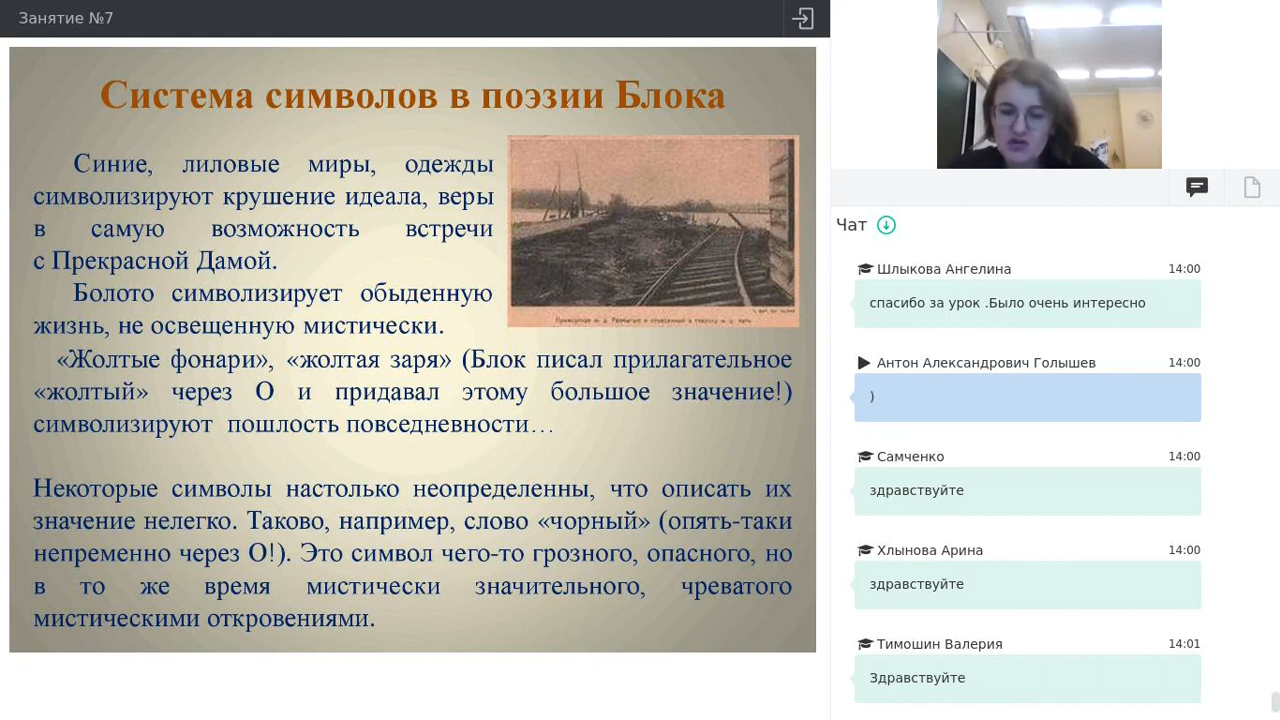 Занятие №7
Система символов в поэзии Блока
Синие, лиловые миры, одежды
символизируют крушение идеала, веры
в самую возможность встречи
с Прекрасной Дамой.
Болото символизирует обыденную
жизнь, не освещенную мистически.
«Жолтые фонари», «жолтая заря» (Блок писал прилагательное
«жолтый» через О и придавал этому большое значение!)
символизируют пошлость повседневности…
Некоторые символы настолько неопределенны, что описать их
значение нелегко. Таково, например, слово «чорный» (опять-таки
непременно через О!). Это символ чего-то грозного, опасного, но
в то же время мистически значительного, чреватого
мистическими откровениями.
Чат
Шлыкова Ангелина 14:00
спасибо за урок .Было очень интересно
Антон Александрович Голышев 14:00
)
Самченко 14:00
здравствуйте
Хлынова Арина 14:00
здравствуйте
Тимошин Валерия 14:01
Здравствуйте